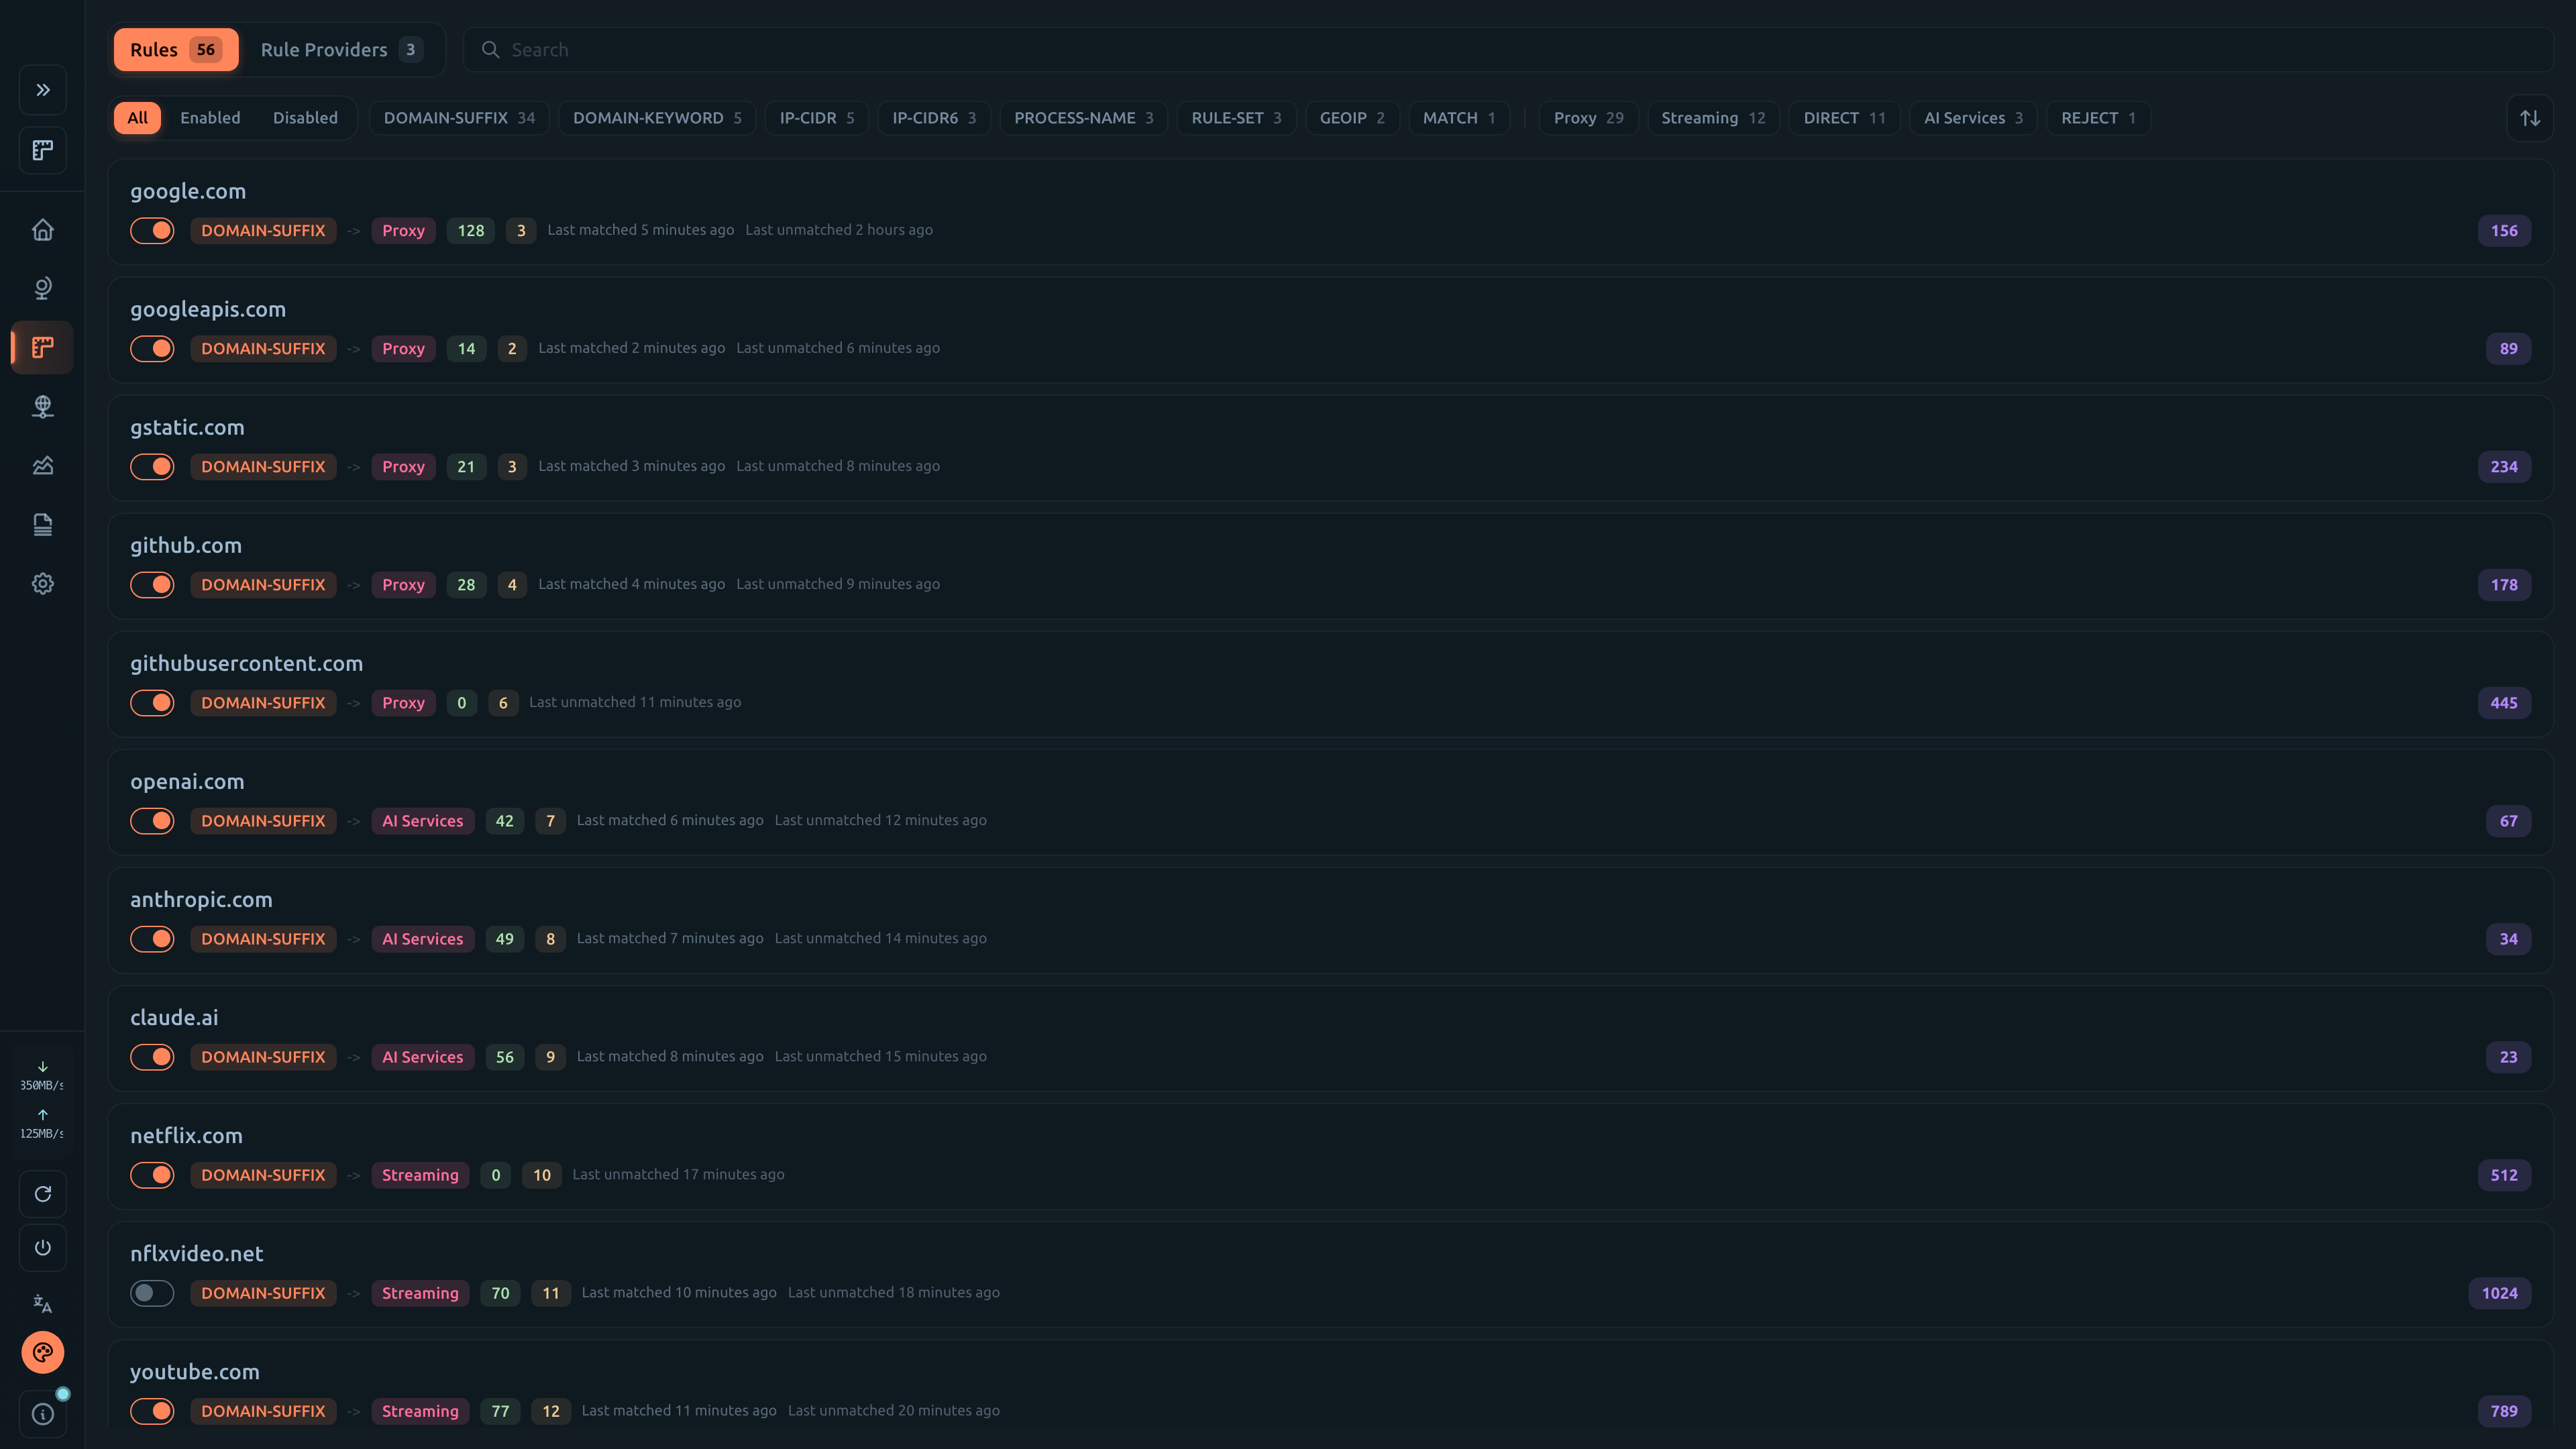 Rules 56 Rule Providers 3 Search
All Enabled Disabled DOMAIN-SUFFIX 34 DOMAIN-KEYWORD 5 IP-CIDR 5 IP-CIDR6 3 PROCESS-NAME 3 RULE-SET 3 GEOIP 2 MATCH 1 Proxy 29 Streaming 12 DIRECT 11 AI Services 3 REJECT 1
google.com
DOMAIN-SUFFIX -> Proxy 128 3 Last matched 5 minutes ago Last unmatched 2 hours ago 156
googleapis.com
DOMAIN-SUFFIX -> Proxy 14 2 Last matched 2 minutes ago Last unmatched 6 minutes ago 89
gstatic.com
DOMAIN-SUFFIX -> Proxy 21 3 Last matched 3 minutes ago Last unmatched 8 minutes ago 234
github.com
DOMAIN-SUFFIX -> Proxy 28 4 Last matched 4 minutes ago Last unmatched 9 minutes ago 178
githubusercontent.com
DOMAIN-SUFFIX -> Proxy 0 6 Last unmatched 11 minutes ago 445
openai.com
DOMAIN-SUFFIX -> AI Services 42 7 Last matched 6 minutes ago Last unmatched 12 minutes ago 67
anthropic.com
DOMAIN-SUFFIX -> AI Services 49 8 Last matched 7 minutes ago Last unmatched 14 minutes ago 34
claude.ai
DOMAIN-SUFFIX -> AI Services 56 9 Last matched 8 minutes ago Last unmatched 15 minutes ago 23
netflix.com
DOMAIN-SUFFIX -> Streaming 0 10 Last unmatched 17 minutes ago 512
nflxvideo.net
DOMAIN-SUFFIX -> Streaming 70 11 Last matched 10 minutes ago Last unmatched 18 minutes ago 1024
youtube.com
DOMAIN-SUFFIX -> Streaming 77 12 Last matched 11 minutes ago Last unmatched 20 minutes ago 789
350MB/s
125MB/s